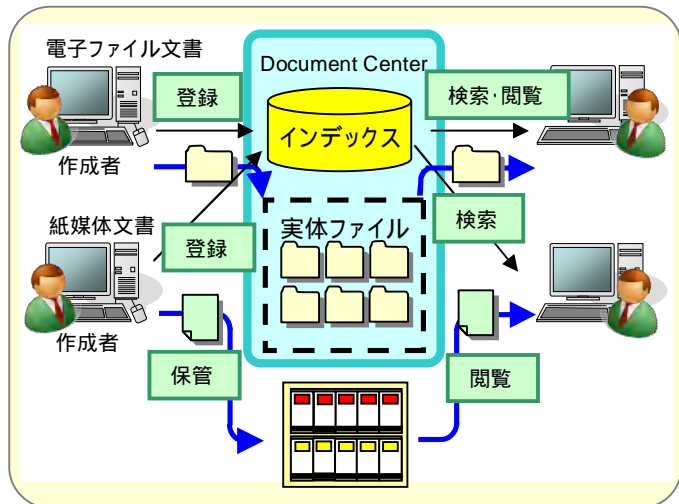 電子ファイル文書
Document Center
登録
検索･閲覧
インデックス
作成者
紙媒体文書
登録
実体ファイル
検索
作成者
保管
閲覧